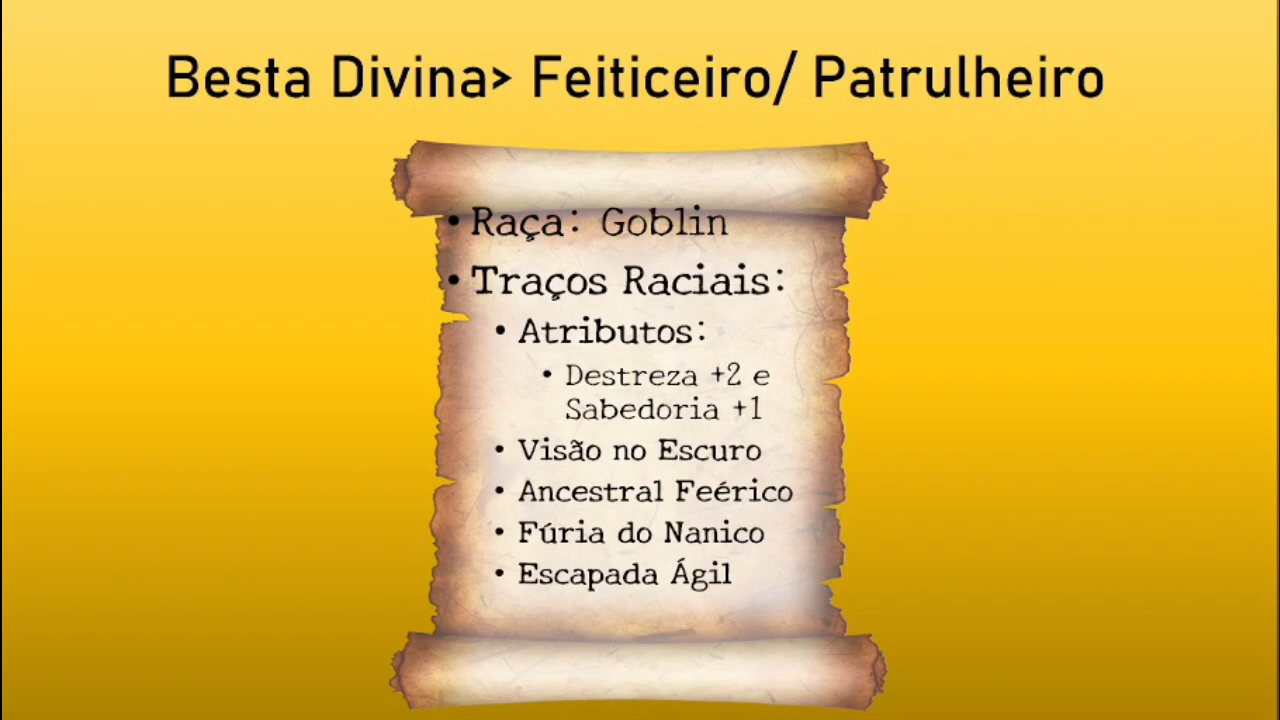 Besta Divina> Feiticeiro/ Patrulheiro
• Raça: Goblin
• Traços Raciais:
• Atributos:
• Destreza +2 e
Sabedoria +1
• Visão no Escuro
• Ancestral Feérico
• Fúria do Nanico
• Escapada Ágil